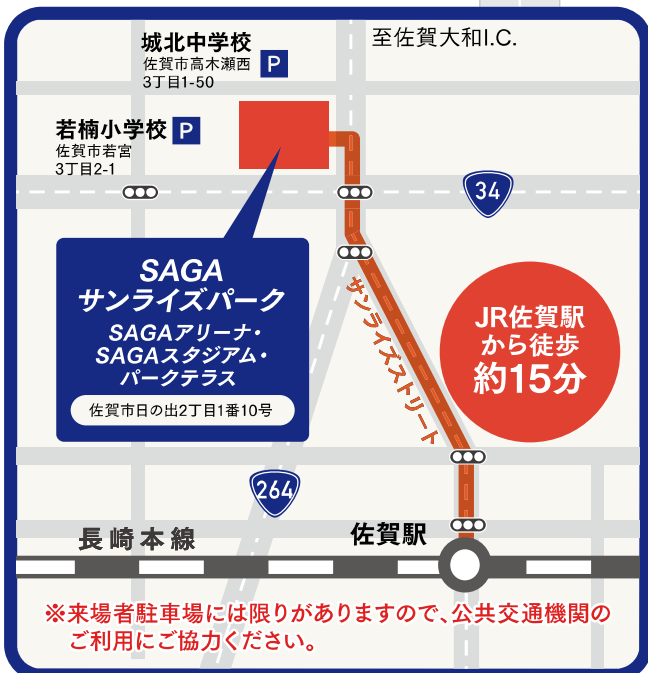 至佐賀大和I.C.
城北中学校
佐賀市高木瀬西
3丁目1-50
P
若楠小学校
P
佐賀市若宮
3丁目2-1
34
SAGA
サンライズパーク
SAGAアリーナ・
SAGAスタジアム・
パークテラス
佐賀市日の出2丁目1番10号
サンライズストリート
JR佐賀駅
から徒歩
約15分
264
佐賀駅
長崎本線
※来場者駐車場には限りがありますので、公共交通機関の
ご利用にご協力ください。